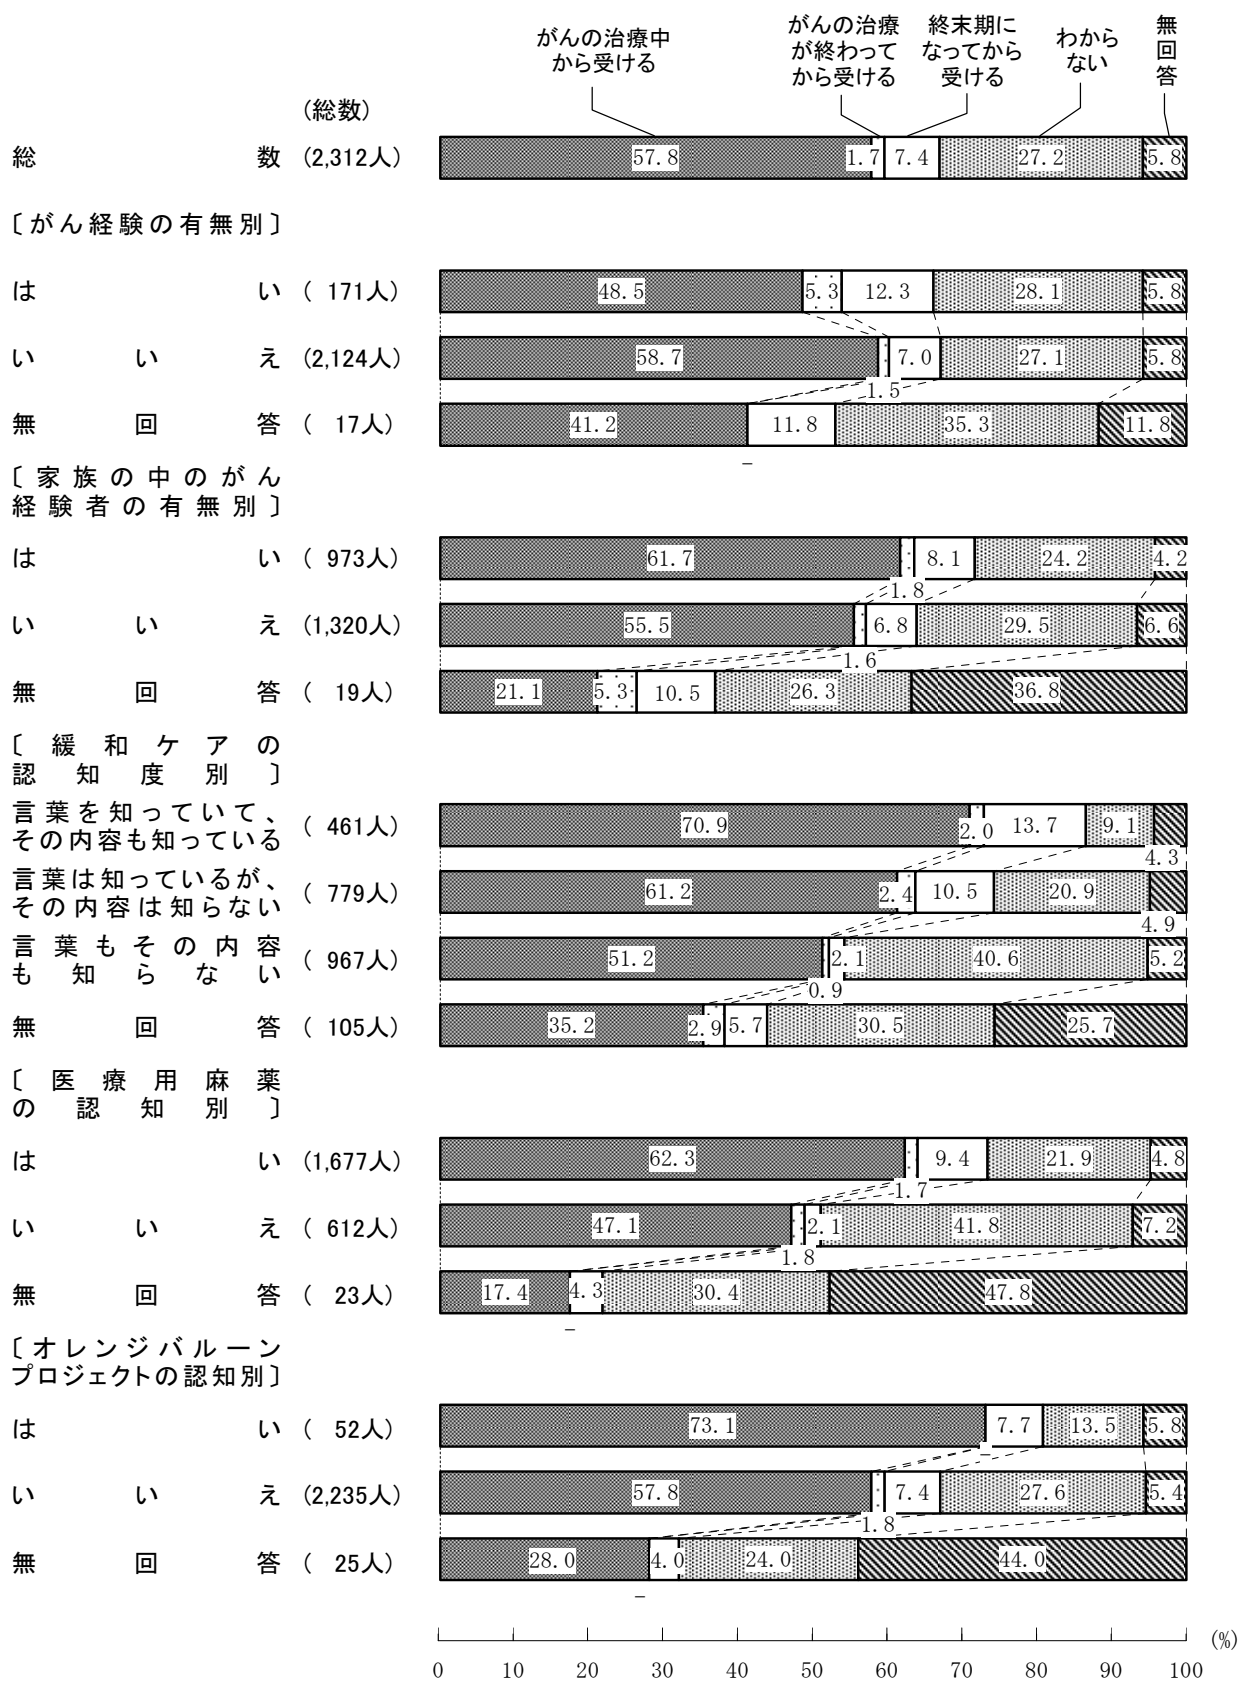 がんの治療中
から受ける
がんの治療
が終わって
から受ける
終末期に
なってから
受ける
わから
ない
無回答
(総数)
総数 (2,312人) 57.8 1.7 7.4 27.2 5.8
〔がん経験の有無別〕
はい ( 171人) 48.5 5.3 12.3 28.1 5.8
いいえ (2,124人) 58.7 7.0 27.1 5.8
1.5
無回答 ( 17人) 41.2 11.8 35.3 11.8
−
〔家族の中のがん
経験者の有無別〕
はい ( 973人) 61.7 8.1 24.2 4.2
1.8
いいえ (1,320人) 55.5 6.8 29.5 6.6
1.6
無回答 ( 19人) 21.1 5.3 10.5 26.3 36.8
〔緩和ケアの
認知度別〕
言葉を知っていて、
その内容も知っている ( 461人) 70.9 2.0 13.7 9.1
4.3
言葉は知っているが、
その内容は知らない ( 779人) 61.2 2.4 10.5 20.9
4.9
言葉もその内容
も知らない ( 967人) 51.2 2.1 40.6 5.2
0.9
無回答 ( 105人) 35.2 2.9 5.7 30.5 25.7
〔医療用麻薬
の認知別〕
はい (1,677人) 62.3 9.4 21.9 4.8
1.7
いいえ ( 612人) 47.1 2.1 41.8 7.2
1.8
無回答 ( 23人) 17.4 4.3 30.4 47.8
−
〔オレンジバルーン
プロジェクトの認知別〕
はい ( 52人) 73.1 7.7 13.5 5.8
−
いいえ (2,235人) 57.8 7.4 27.6 5.4
1.8
無回答 ( 25人) 28.0 4.0 24.0 44.0
−
(%)
0 10 20 30 40 50 60 70 80 90 100